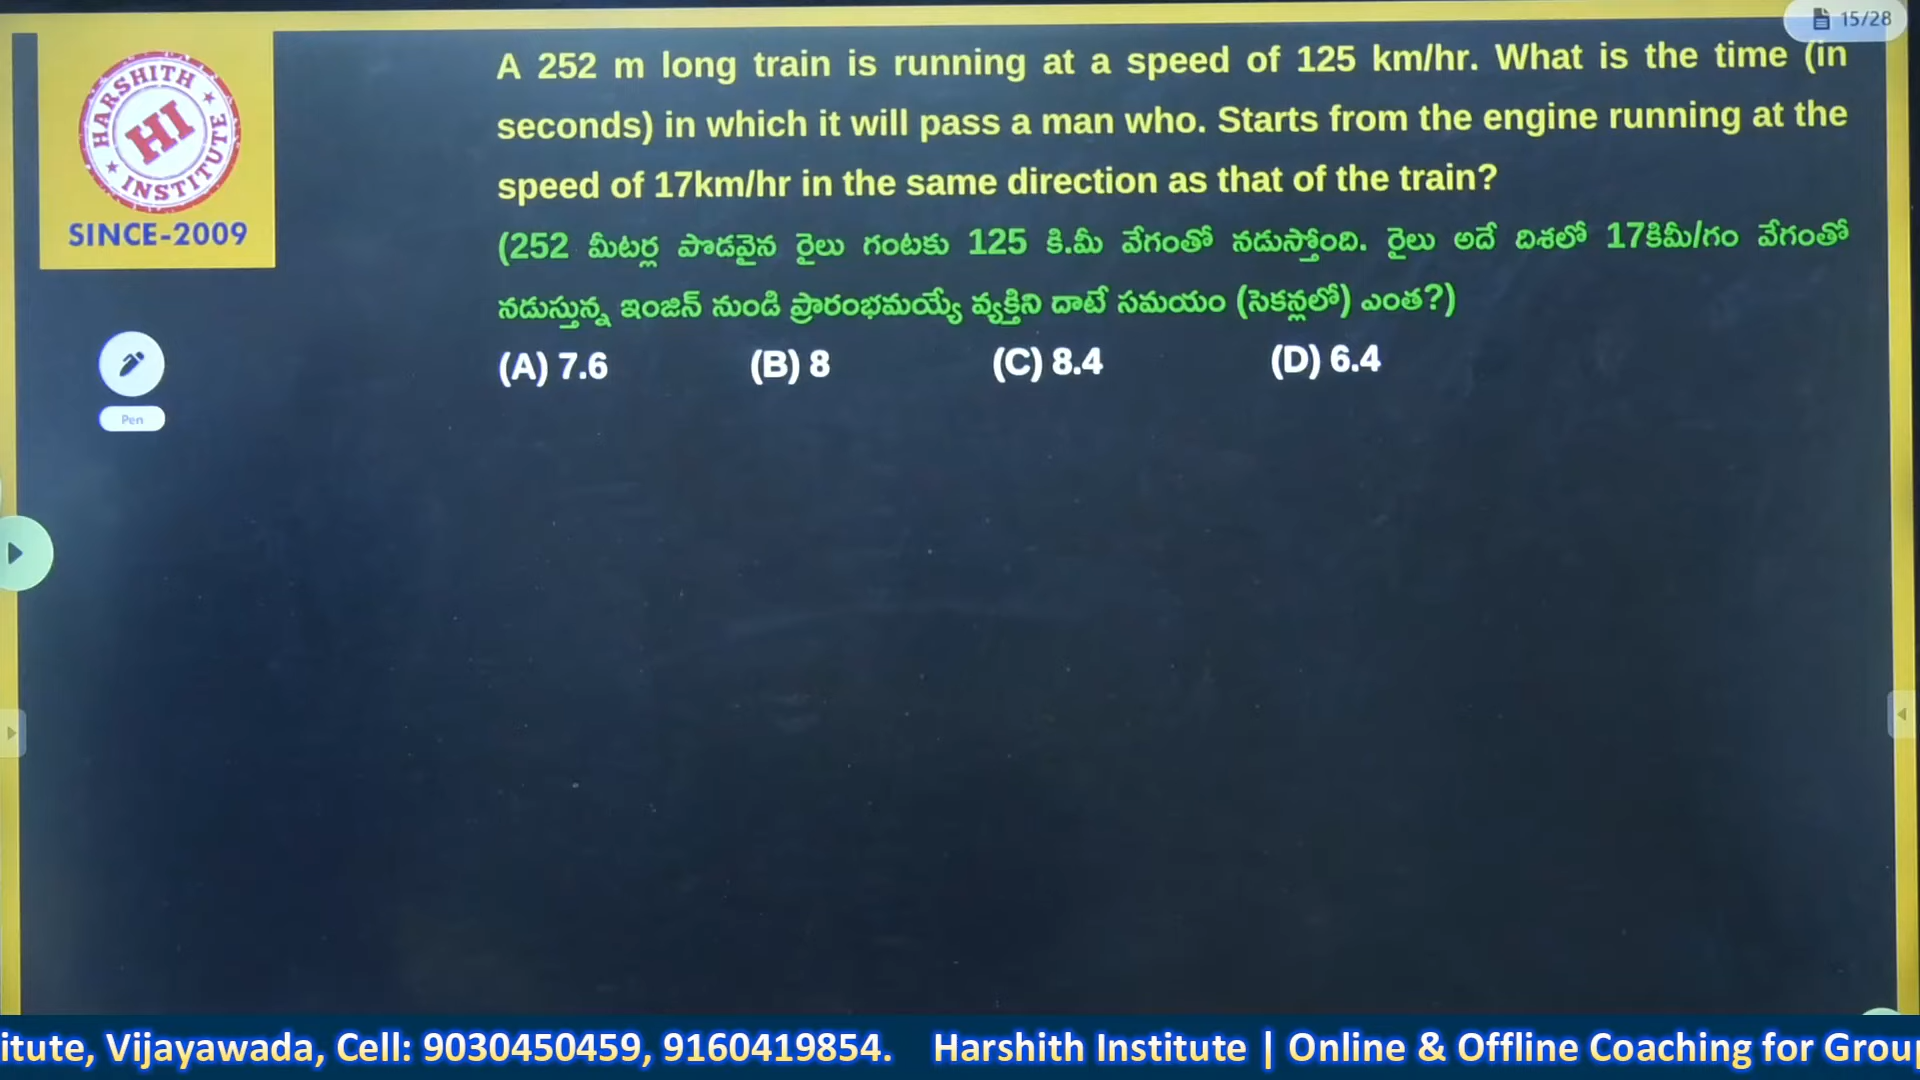 15/28
HARSHITH
HI
INSTITUTE
SINCE-2009
A 252 m long train is running at a speed of 125 km/hr. What is the time (in
seconds) in which it will pass a man who. Starts from the engine running at the
speed of 17km/hr in the same direction as that of the train?
(252 మీటర్ల పొడవైన రైలు గంటకు 125 కి.మీ వేగంతో నడుస్తోంది. రైలు అదే దిశలో 17కిమీ/గం వేగంతో
నడుస్తున్న ఇంజిన్ నుండి ప్రారంభమయ్యే వ్యక్తిని దాటే సమయం (సెకన్లలో) ఎంత?)
(A) 7.6 (B) 8 (C) 8.4 (D) 6.4
Pen
itute, Vijayawada, Cell: 9030450459, 9160419854. Harshith Institute | Online & Offline Coaching for Group